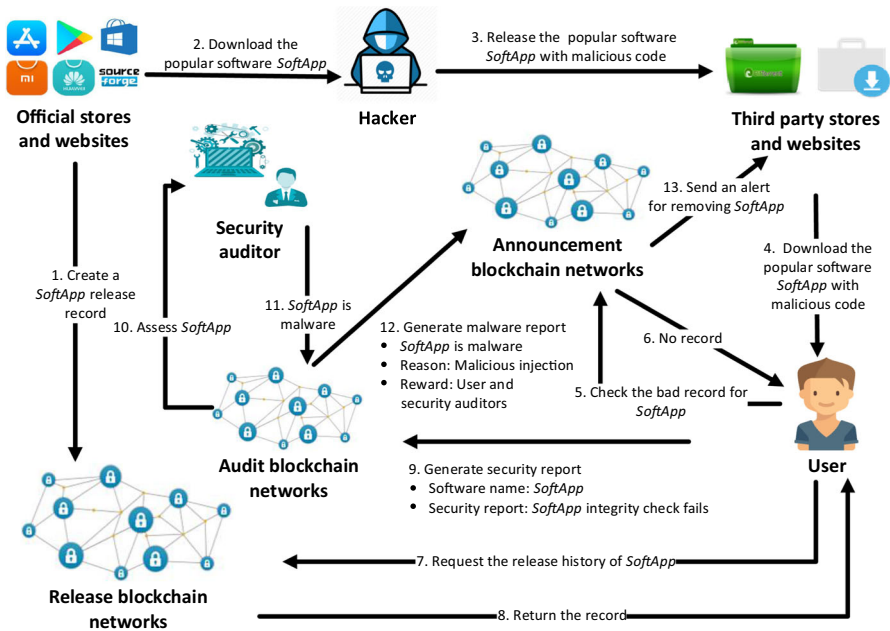 2. Download the
popular software SoftApp
3. Release the popular software
SoftApp with malicious code
mi
HUAWEI
source
forge
Official stores
and websites
Hacker
Third party stores
and websites
Security
auditor
Announcement
blockchain networks
13. Send an alert
for removing SoftApp
1. Create a
SoftApp release
record
4. Download the
popular software
SoftApp with
malicious code
10. Assess SoftApp
11. SoftApp is
malware
12. Generate malware report
• SoftApp is malware
• Reason: Malicious injection
• Reward: User and
security auditors
6. No record
5. Check the bad record for
SoftApp
Audit blockchain
networks
User
9. Generate security report
• Software name: SoftApp
• Security report: SoftApp integrity check fails
7. Request the release history of SoftApp
Release blockchain
networks
8. Return the record